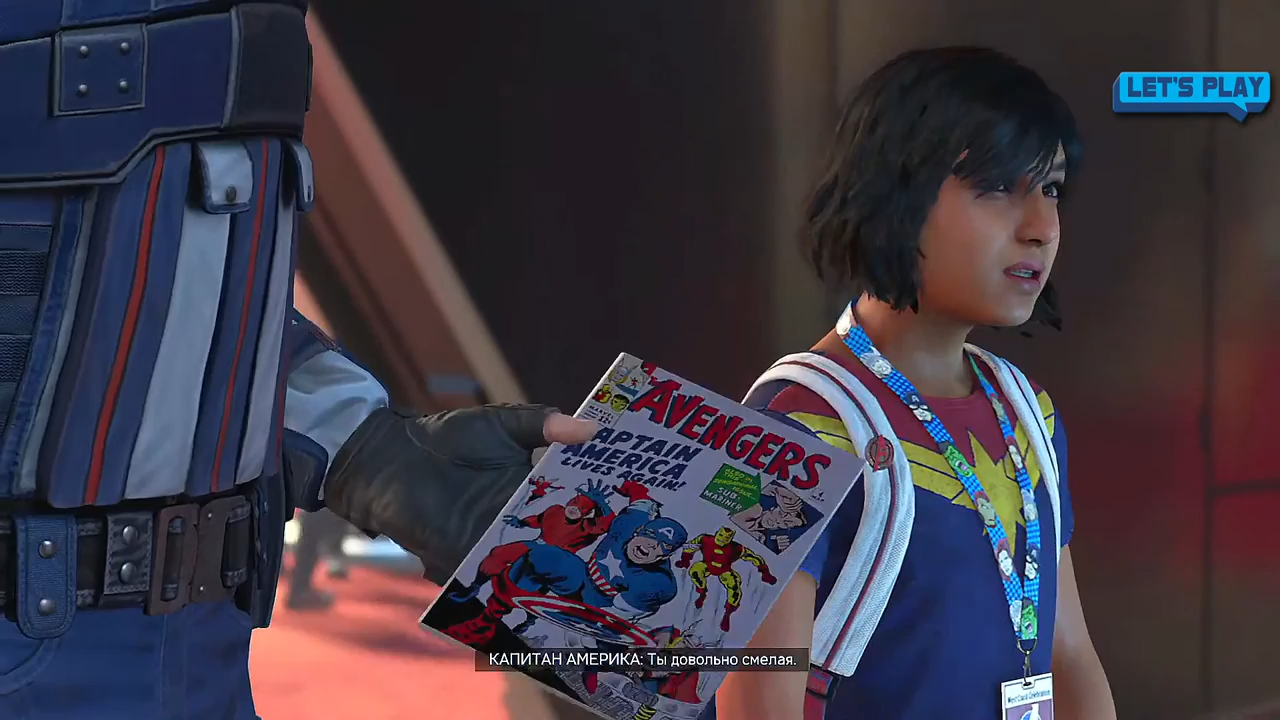 LET'S PLAY
AVENGERS
CAPTAIN
AMERICA
LIVES AGAIN!
SUB-
MARINER
КАПИТАН АМЕРИКА: Ты довольно смелая.